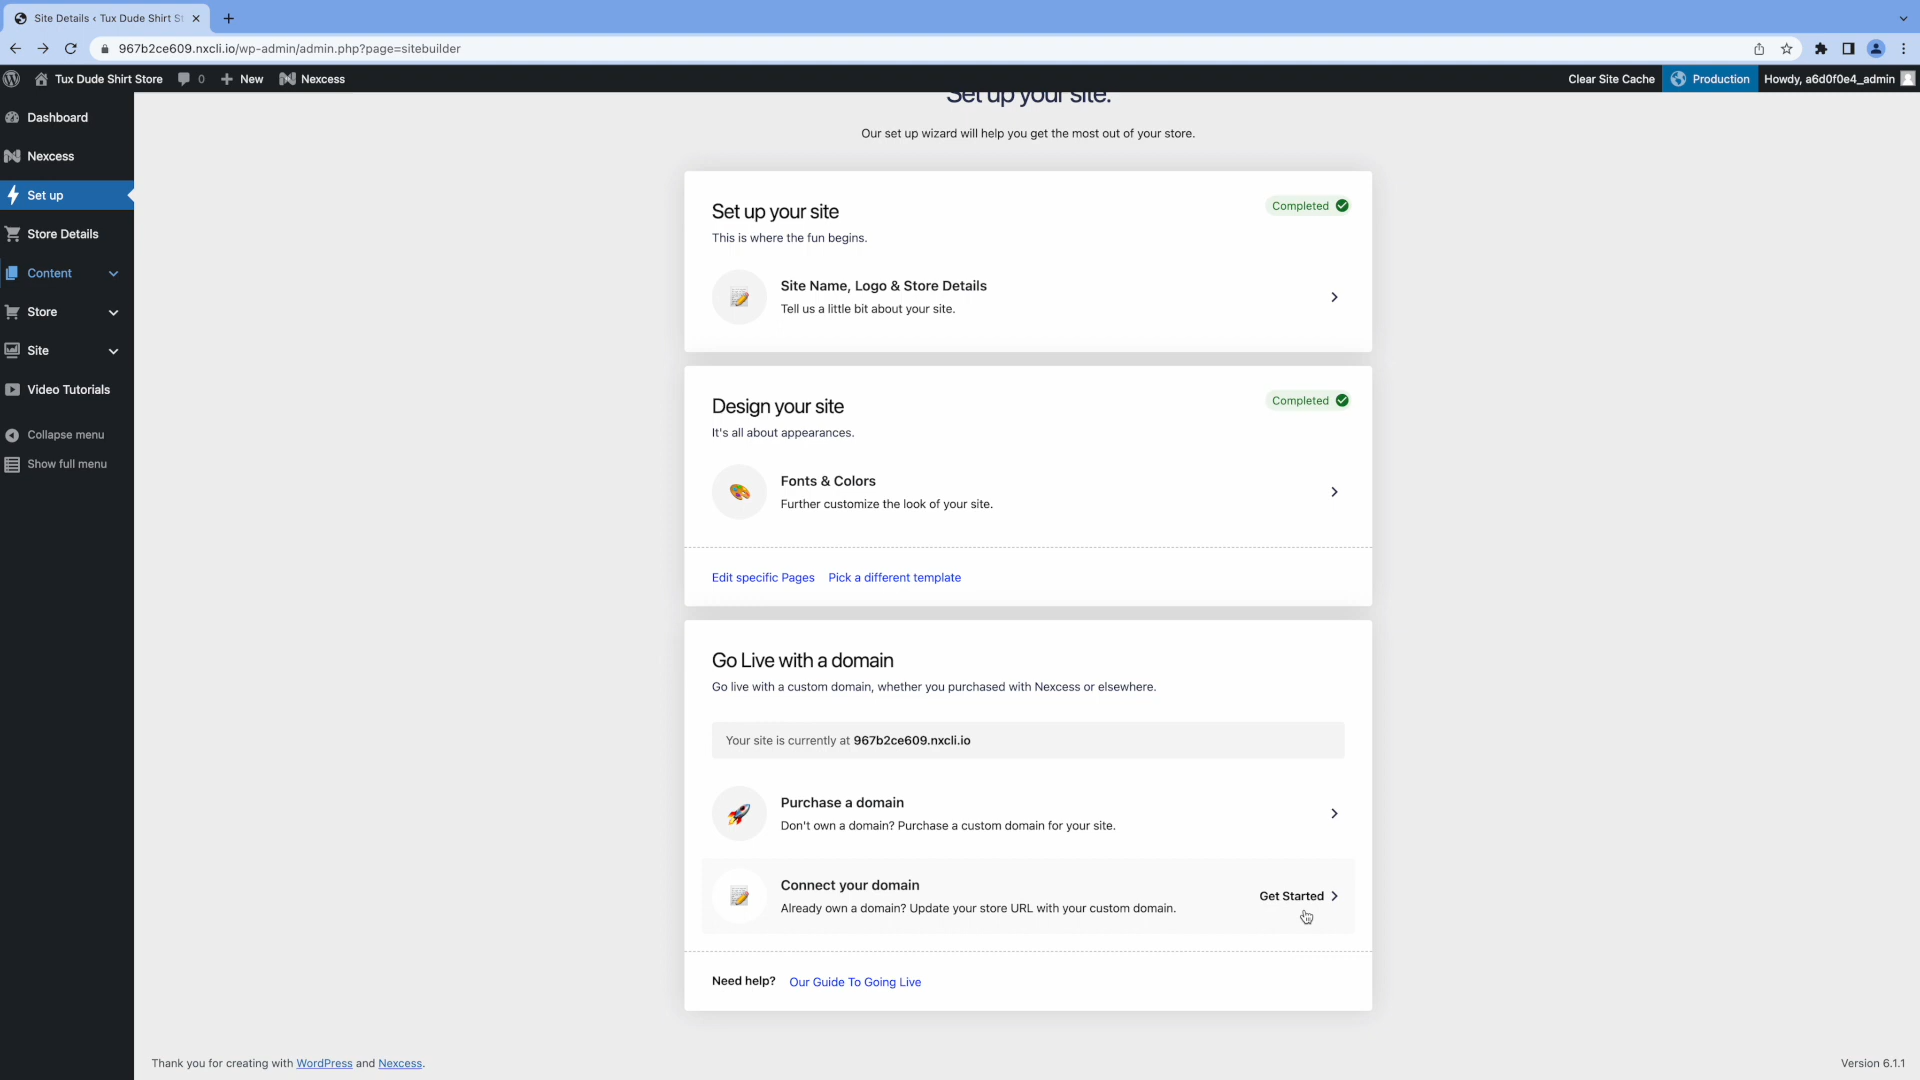 Site Details ‹ Tux Dude Shirt St
967b2ce609.nxcli.io/wp-admin/admin.php?page=sitebuilder
Tux Dude Shirt Store
0
New
Nexcess
Clear Site Cache
Production
Howdy, a6d0f0e4_admin
Dashboard
Nexcess
Set up
Store Details
Content
Store
Site
Video Tutorials
Collapse menu
Show full menu
Set up your site.
Our set up wizard will help you get the most out of your store.
Set up your site
Completed
This is where the fun begins.
Site Name, Logo & Store Details
Tell us a little bit about your site.
Design your site
Completed
It's all about appearances.
Fonts & Colors
Further customize the look of your site.
Edit specific Pages Pick a different template
Go Live with a domain
Go live with a custom domain, whether you purchased with Nexcess or elsewhere.
Your site is currently at 967b2ce609.nxcli.io
Purchase a domain
Don't own a domain? Purchase a custom domain for your site.
Connect your domain
Already own a domain? Update your store URL with your custom domain.
Get Started
Need help? Our Guide To Going Live
Thank you for creating with WordPress and Nexcess.
Version 6.1.1